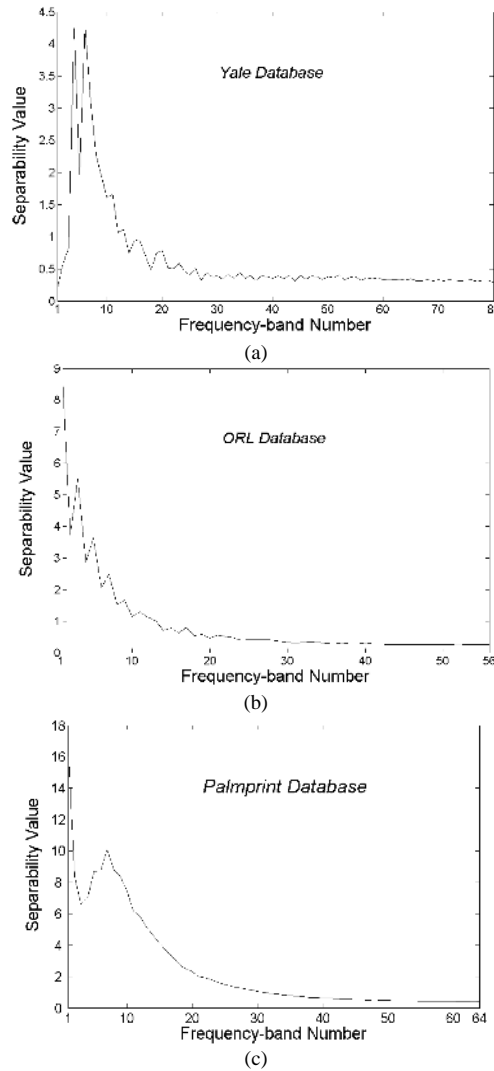 4.5
4
3.5
3
2.5
2
1.5
1
0.5
0
Separability Value
Yale Database
1 10 20 30 40 50 60 70 80
Frequency-band Number
(a)
9
8
7
6
5
4
3
2
1
0
Separability Value
ORL Database
1 10 20 30 40 50 56
Frequency-band Number
(b)
18
16
14
12
10
8
6
4
2
0
Separability Value
Palmprint Database
1 10 20 30 40 50 60 64
Frequency-band Number
(c)